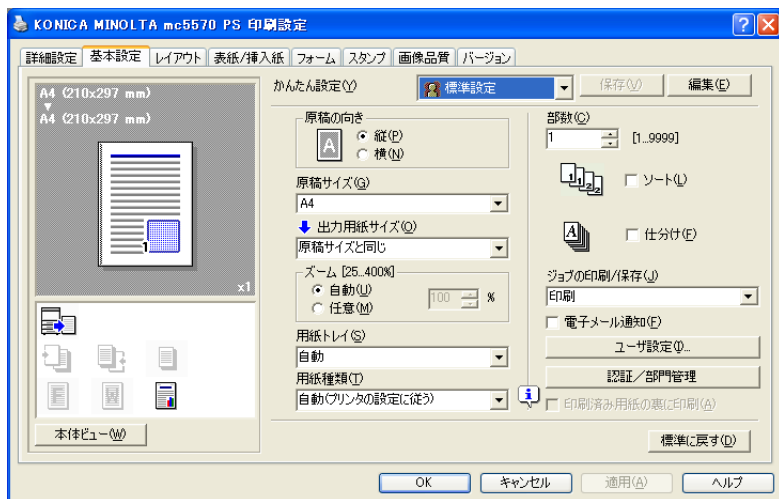 KONICA MINOLTA mc5570 PS 印刷設定
詳細設定 基本設定 レイアウト 表紙/挿入紙 フォーム スタンプ 画像品質 バージョン
A4 (210x297 mm)
A4 (210x297 mm)
1
x1
本体ビュー(W)
かんたん設定(Y) 標準設定 保存(V) 編集(E)
原稿の向き
A
縦(P)
横(N)
原稿サイズ(G)
A4
出力用紙サイズ(O)
原稿サイズと同じ
ズーム [25...400%]
自動(U)
任意(M)
100 %
用紙トレイ(S)
自動
用紙種類(T)
自動(プリンタの設定に従う)
部数(C)
1 [1...9999]
1 1 2 2 ソート(L)
A 仕分け(F)
ジョブの印刷/保存(J)
印刷
電子メール通知(F)
ユーザ設定(I)...
認証/部門管理
印刷済み用紙の裏に印刷(A)
標準に戻す(D)
OK キャンセル 適用(A) ヘルプ